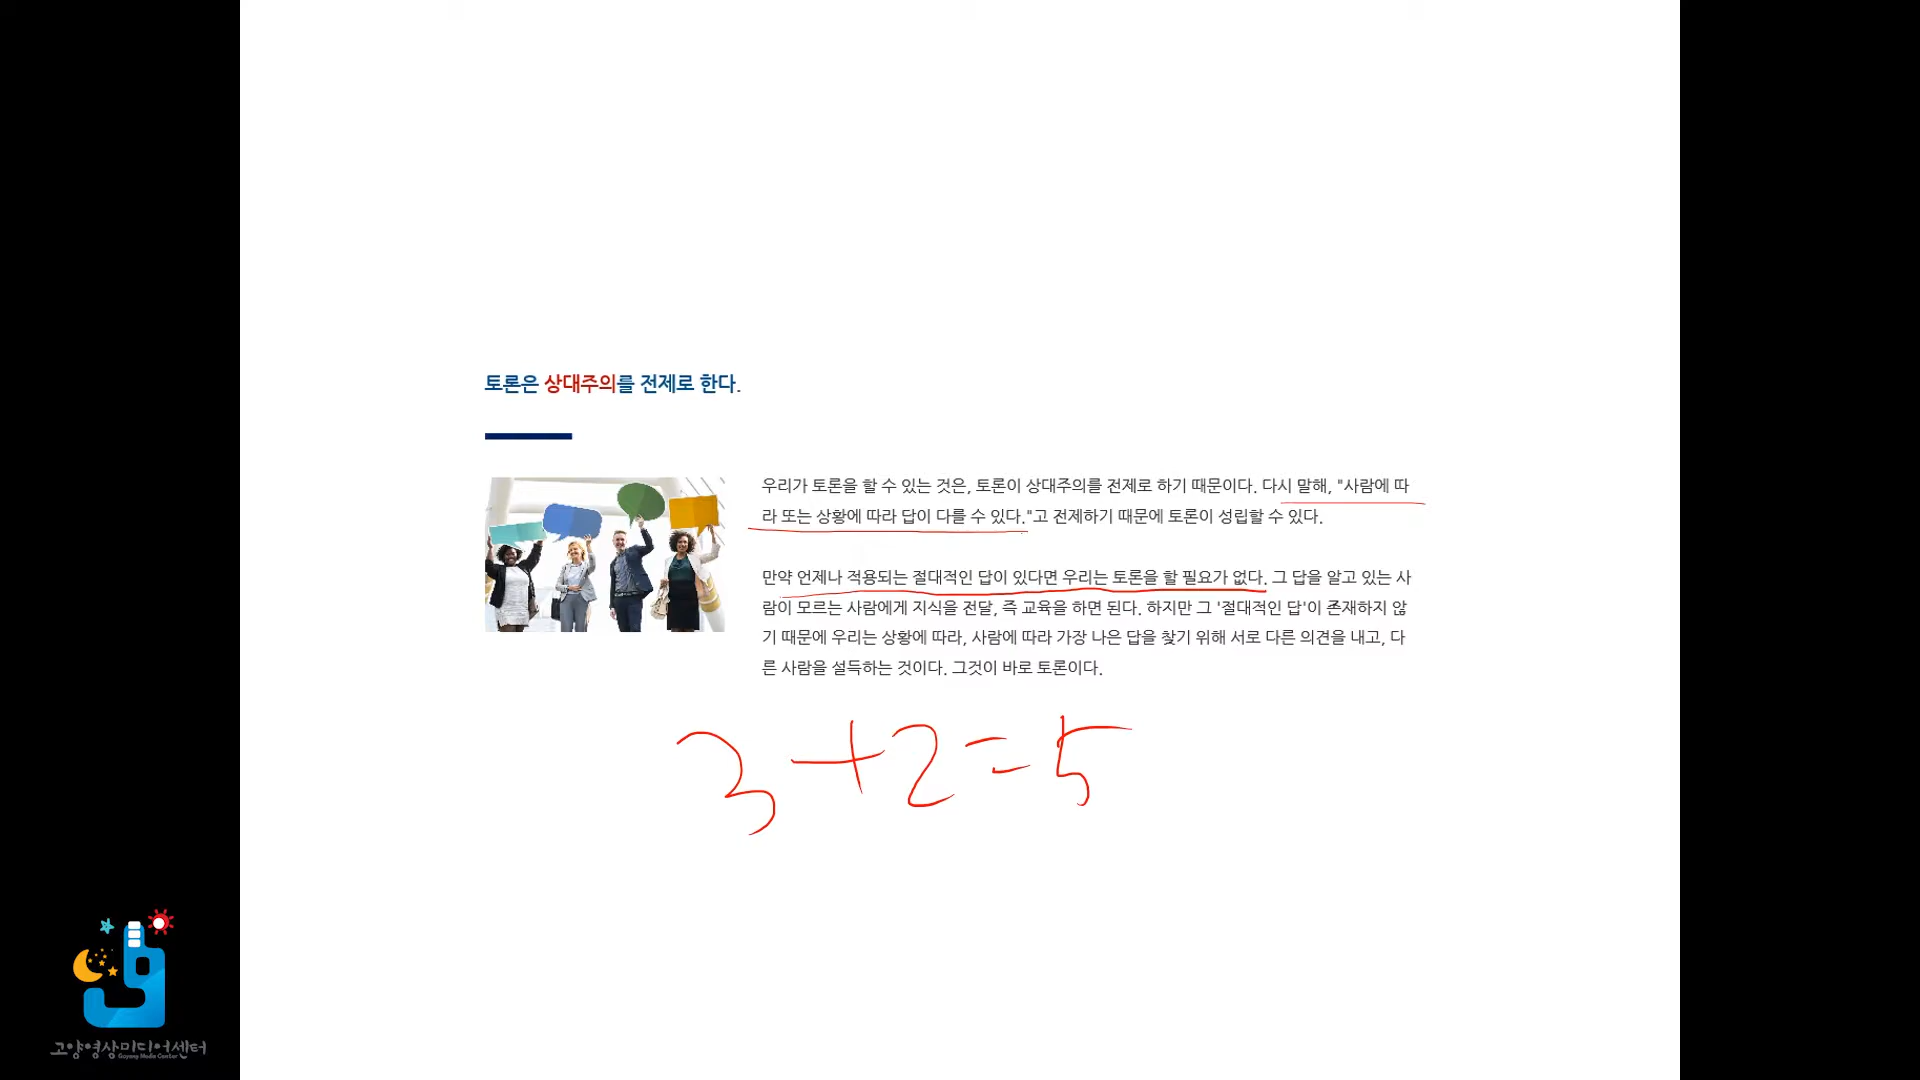 토론은 상대주의를 전제로 한다.
우리가 토론을 할 수 있는 것은, 토론이 상대주의를 전제로 하기 때문이다. 다시 말해, "사람에 따
라 또는 상황에 따라 답이 다를 수 있다."고 전제하기 때문에 토론이 성립할 수 있다.
만약 언제나 적용되는 절대적인 답이 있다면 우리는 토론을 할 필요가 없다. 그 답을 알고 있는 사
람이 모르는 사람에게 지식을 전달, 즉 교육을 하면 된다. 하지만 그 '절대적인 답'이 존재하지 않
기 때문에 우리는 상황에 따라, 사람에 따라 가장 나은 답을 찾기 위해 서로 다른 의견을 내고, 다
른 사람을 설득하는 것이다. 그것이 바로 토론이다.
3+2=5
고양영상미디어센터
Goyang Media Center